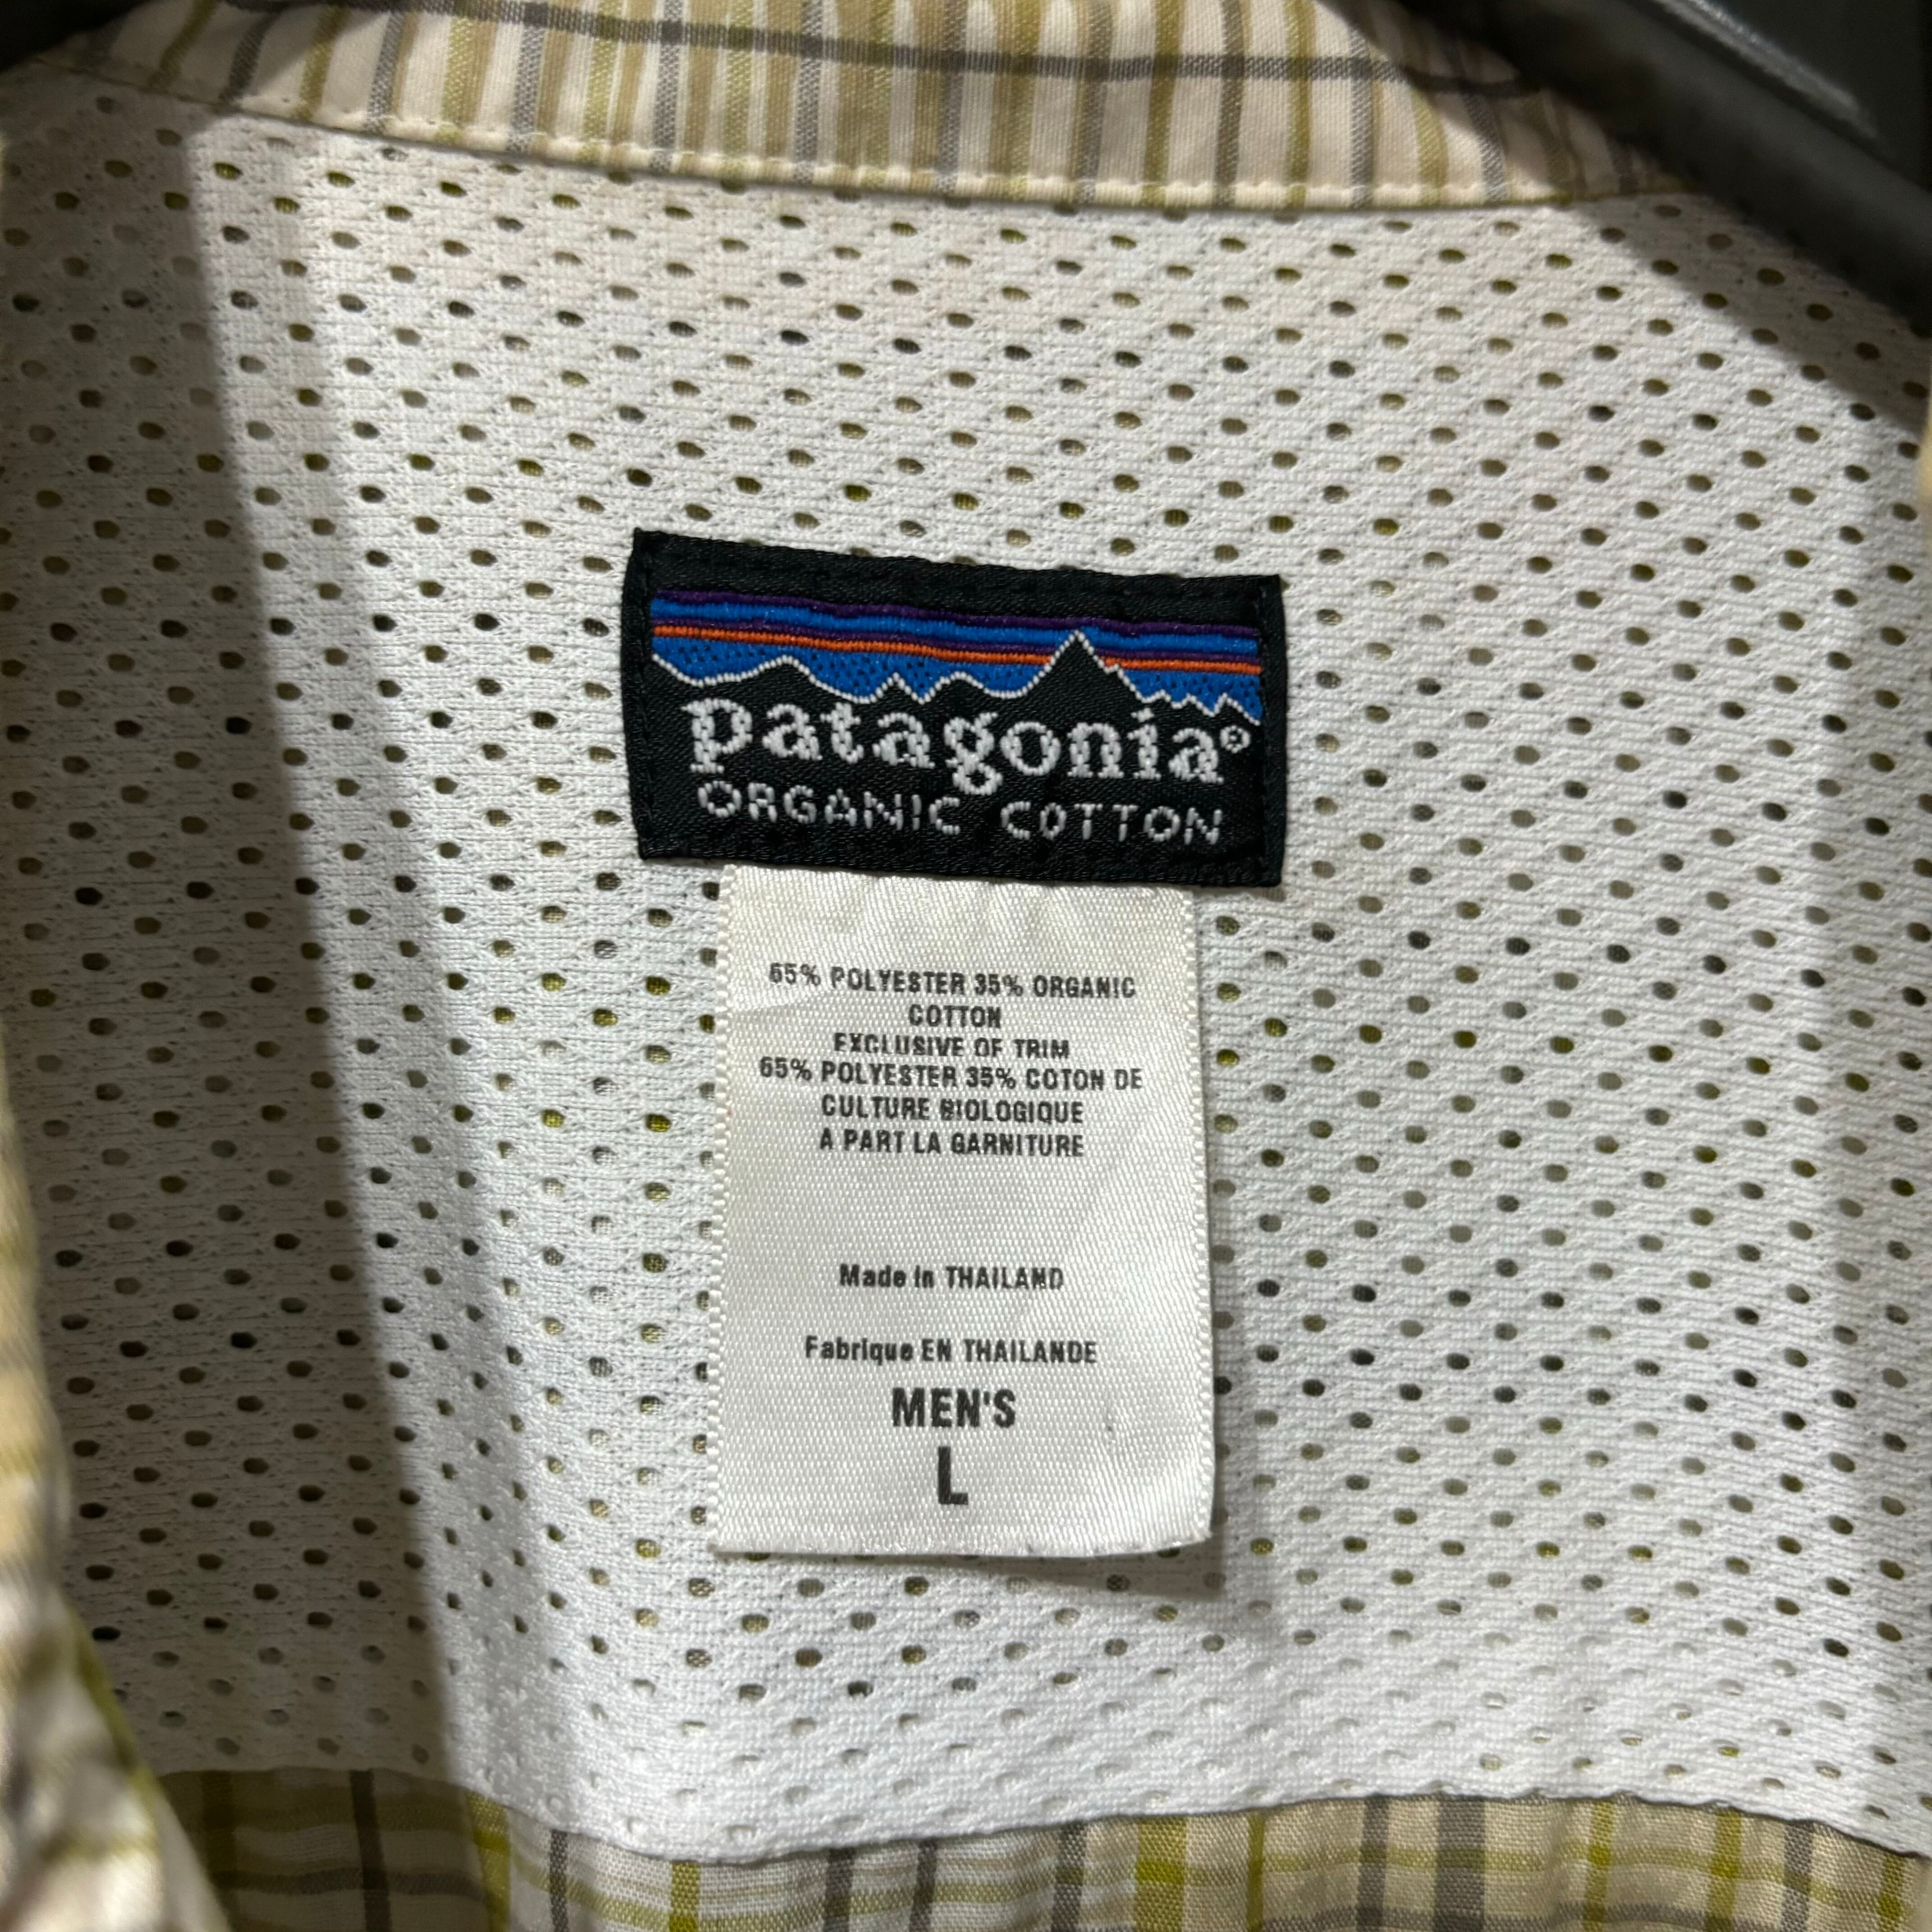 patagonia®
ORGANIC COTTON
65% POLYESTER 35% ORGANIC
COTTON
EXCLUSIVE OF TRIM
65% POLYESTER 35% COTON DE
CULTURE BIOLOGIQUE
A PART LA GARNITURE
Made in THAILAND
Fabrique EN THAILANDE
MEN'S
L